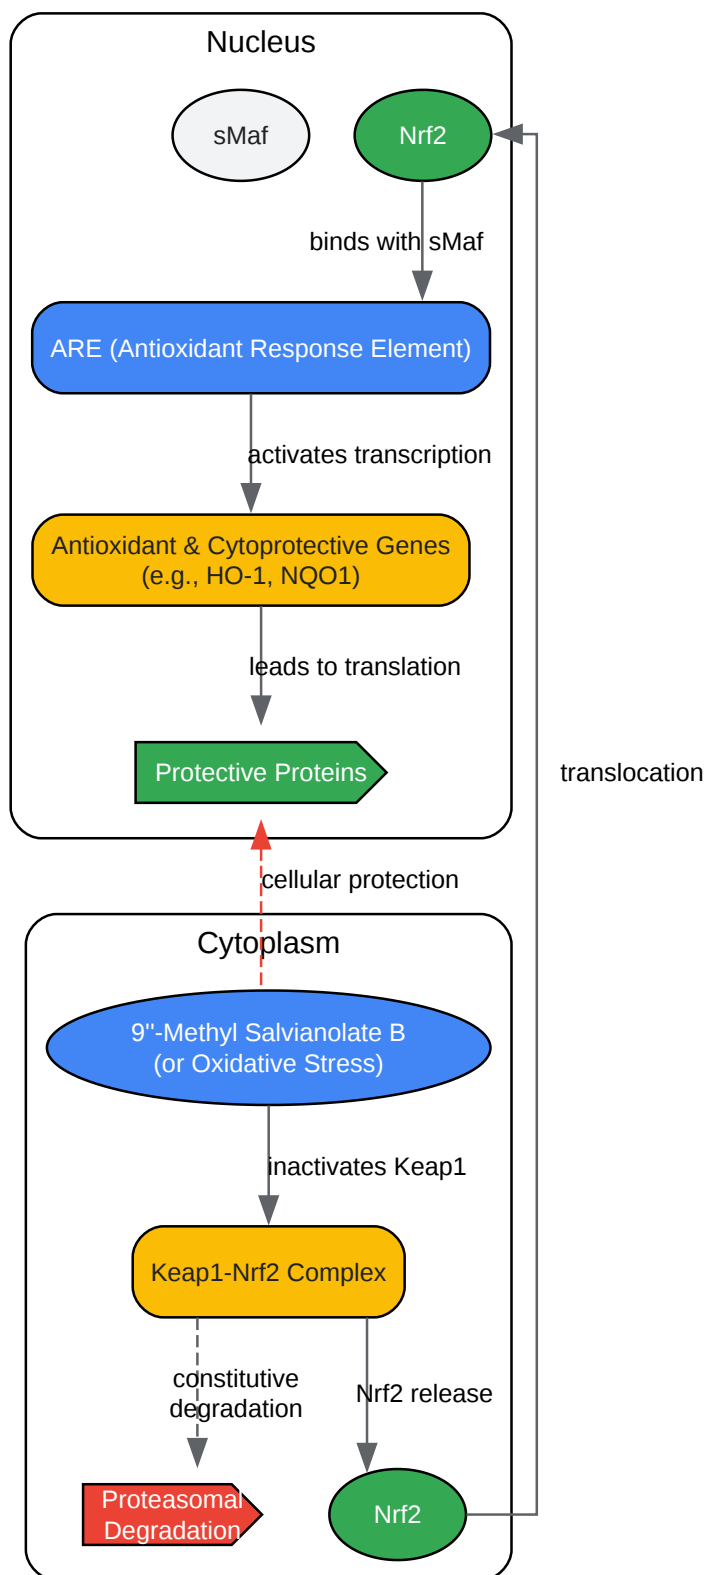 Nucleus
sMaf
Nrf2
binds with sMaf
ARE (Antioxidant Response Element)
activates transcription
Antioxidant & Cytoprotective Genes
(e.g., HO-1, NQO1)
leads to translation
Protective Proteins
translocation
cellular protection
Cytoplasm
9''-Methyl Salvianolate B
(or Oxidative Stress)
inactivates Keap1
Keap1-Nrf2 Complex
constitutive
degradation
Nrf2 release
Proteasomal
Degradation
Nrf2